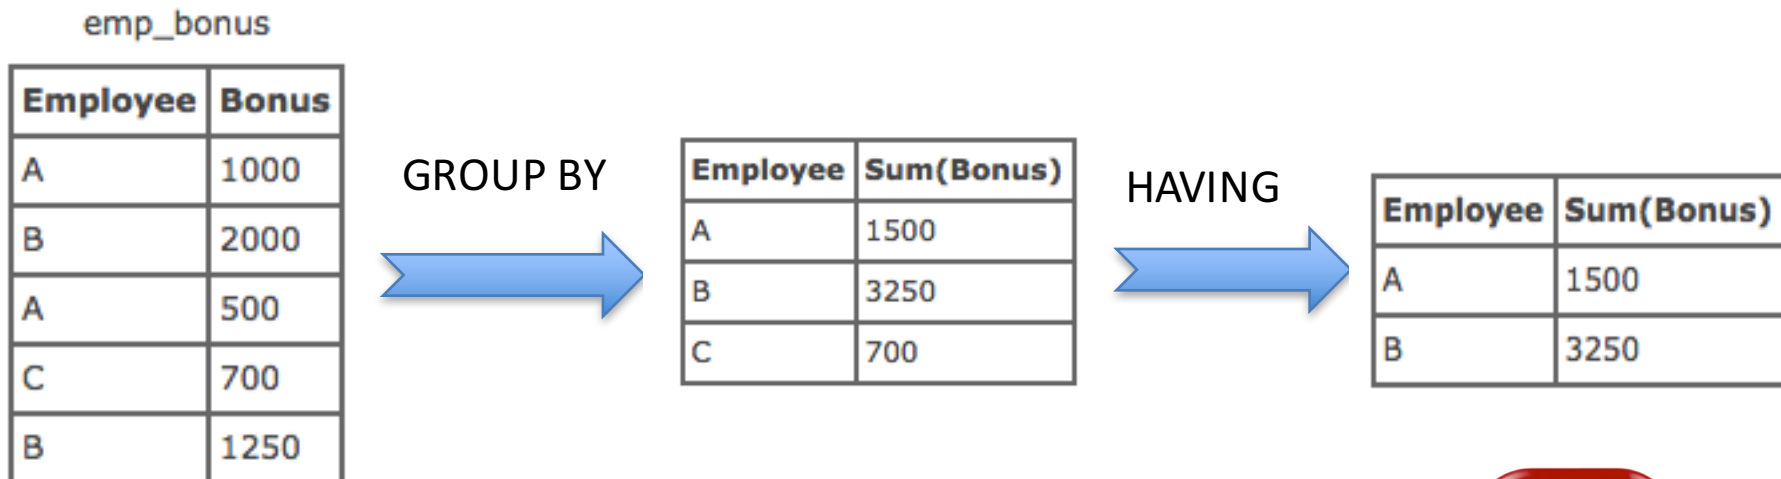 emp_bonus
Employee Bonus
A 1000
B 2000
A 500
C 700
B 1250
GROUP BY
Employee Sum(Bonus)
A 1500
B 3250
C 700
HAVING
Employee Sum(Bonus)
A 1500
B 3250